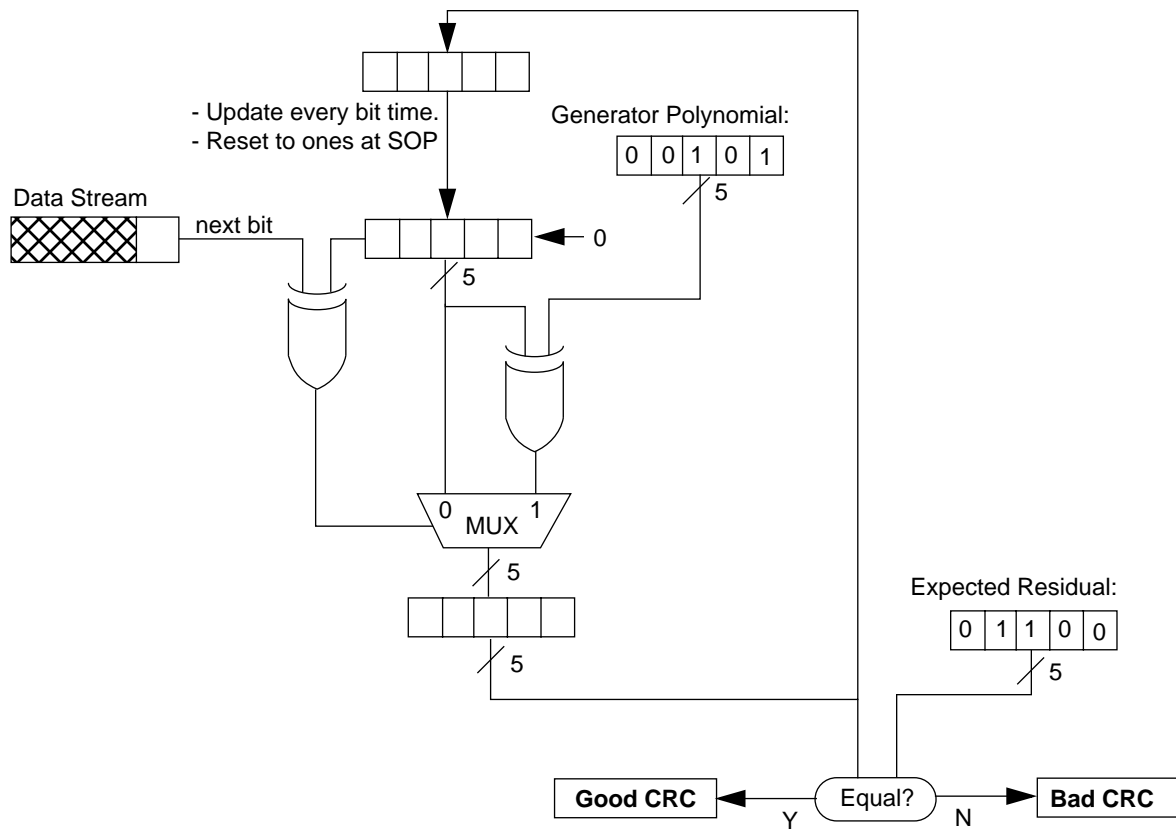 - Update every bit time.
- Reset to ones at SOP
Generator Polynomial:
0 0 1 0 1
5
Data Stream
next bit
0
5
0 1
MUX
5
5
Expected Residual:
0 1 1 0 0
5
Good CRC
Y
Equal?
N
Bad CRC